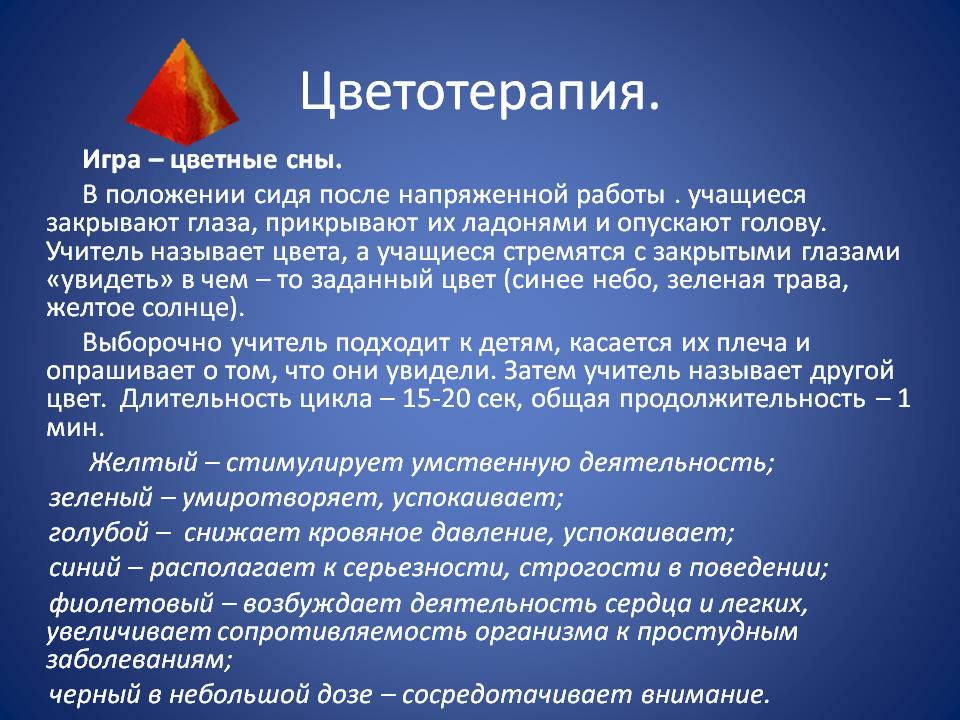 Цветотерапия.
Игра – цветные сны.
В положении сидя после напряженной работы . учащиеся
закрывают глаза, прикрывают их ладонями и опускают голову.
Учитель называет цвета, а учащиеся стремятся с закрытыми глазами
«увидеть» в чем – то заданный цвет (синее небо, зеленая трава,
желтое солнце).
Выборочно учитель подходит к детям, касается их плеча и
опрашивает о том, что они увидели. Затем учитель называет другой
цвет. Длительность цикла – 15-20 сек, общая продолжительность – 1
мин.
Желтый – стимулирует умственную деятельность;
зеленый – умиротворяет, успокаивает;
голубой – снижает кровяное давление, успокаивает;
синий – располагает к серьезности, строгости в поведении;
фиолетовый – возбуждает деятельность сердца и легких,
увеличивает сопротивляемость организма к простудным
заболеваниям;
черный в небольшой дозе – сосредотачивает внимание.